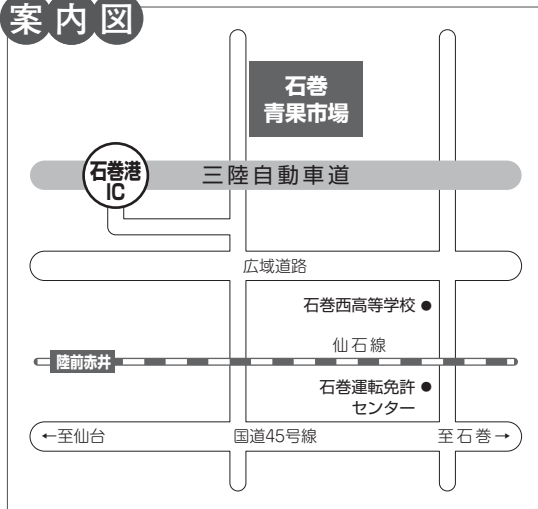 案内図
石巻
青果市場
石巻港
IC
三陸自動車道
広域道路
石巻西高等学校
仙石線
陸前赤井
石巻運転免許
センター
←至仙台
国道45号線
至石巻→